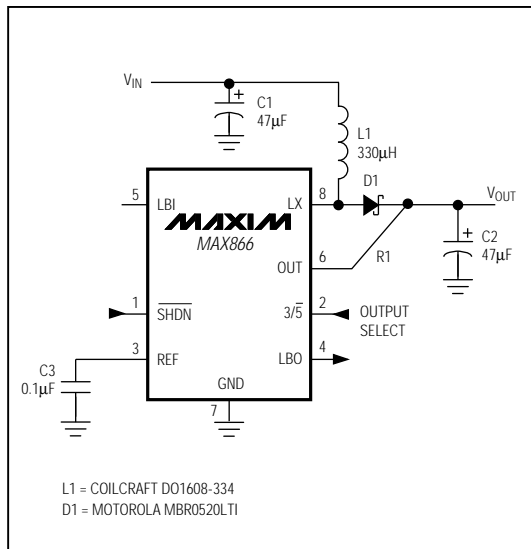 VIN
C1
47µF
L1
330µH
D1
VOUT
5 LBI
LX 8
MAXIM
MAX866
C2
47µF
OUT 6
R1
1 SHDN
3/5 2
OUTPUT
SELECT
3 REF
LBO 4
C3
0.1µF
GND
7
L1 = COILCRAFT DO1608-334
D1 = MOTOROLA MBR0520LTI